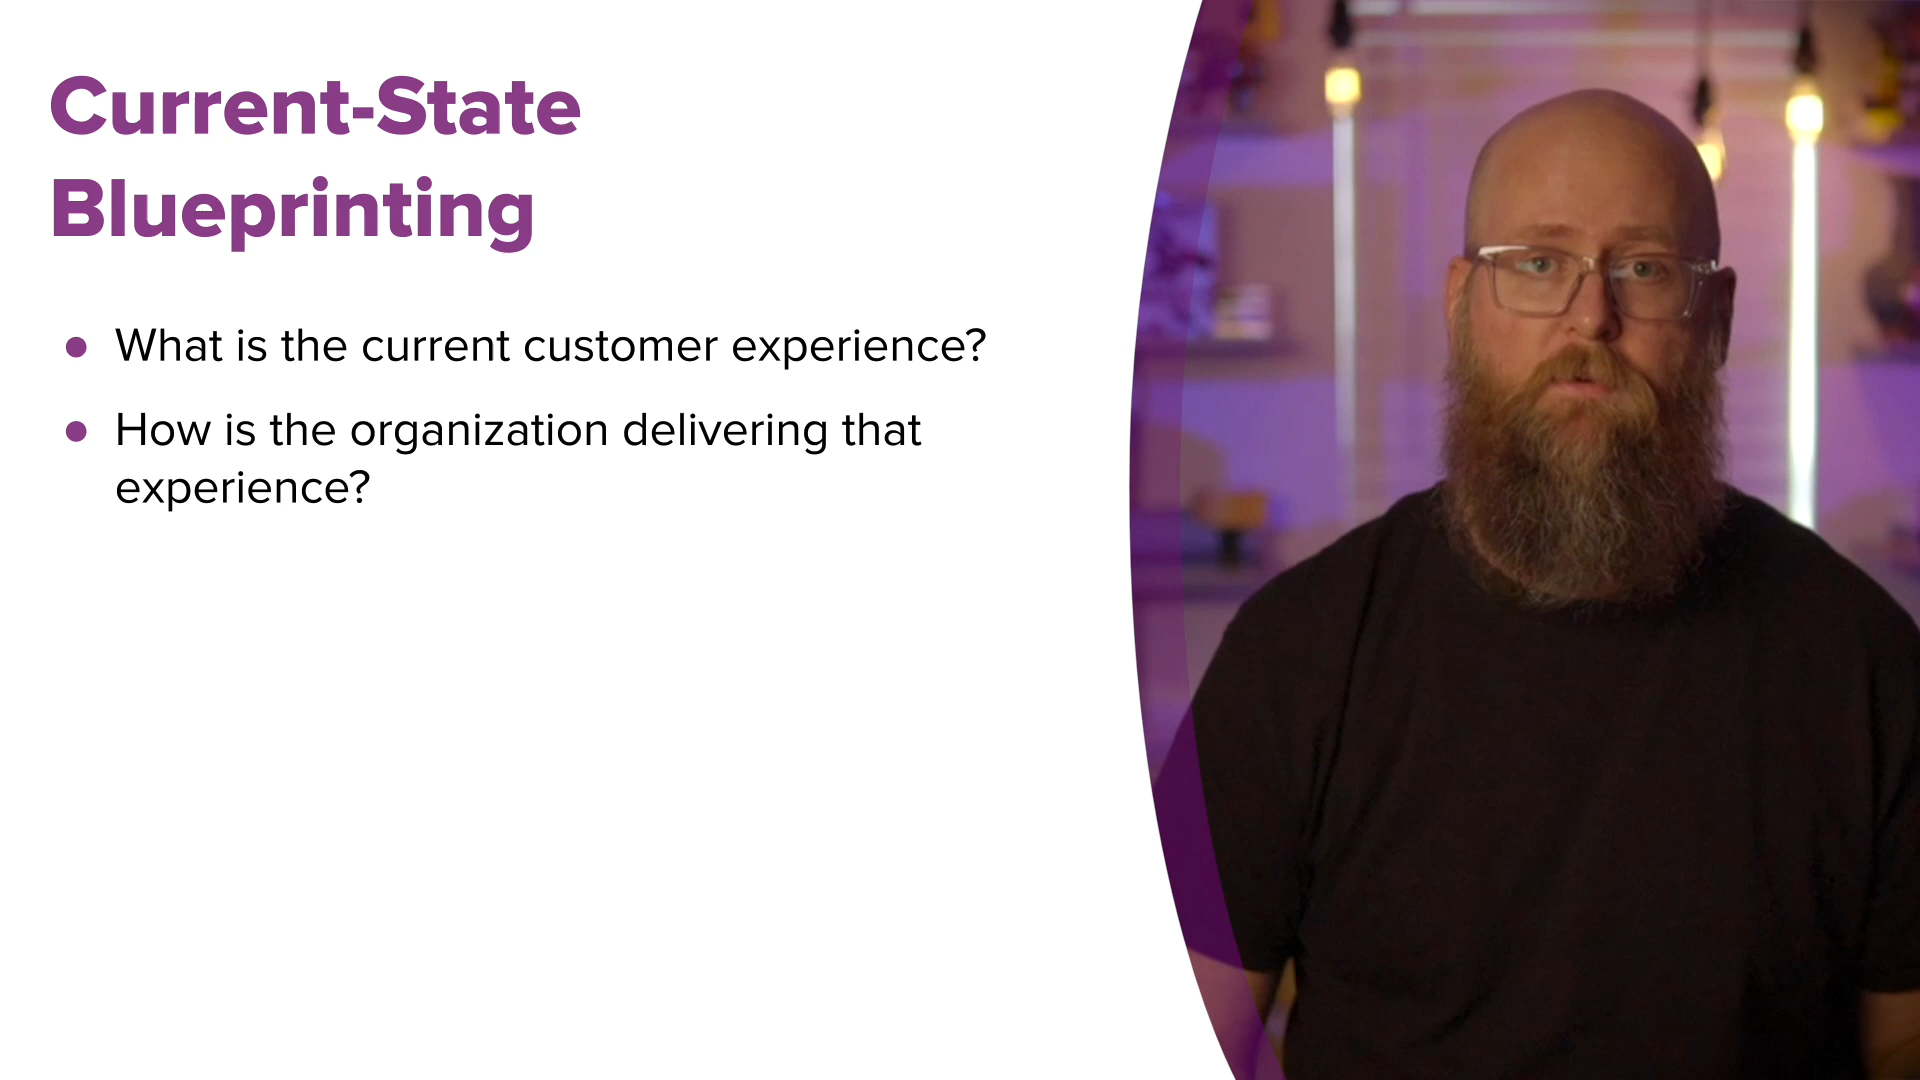 Current-State
Blueprinting
● What is the current customer experience?
● How is the organization delivering that
experience?